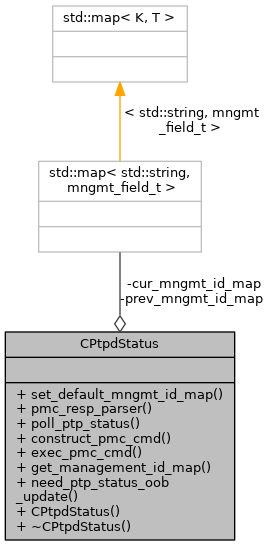 std::map< K, T >
< std::string, mngmt
_field_t >
std::map< std::string,
mngmt_field_t >
-cur_mngmt_id_map
-prev_mngmt_id_map
CPtpdStatus
+ set_default_mngmt_id_map()
+ pmc_resp_parser()
+ poll_ptp_status()
+ construct_pmc_cmd()
+ exec_pmc_cmd()
+ get_management_id_map()
+ need_ptp_status_oob
_update()
+ CPtpdStatus()
+ ~CPtpdStatus()